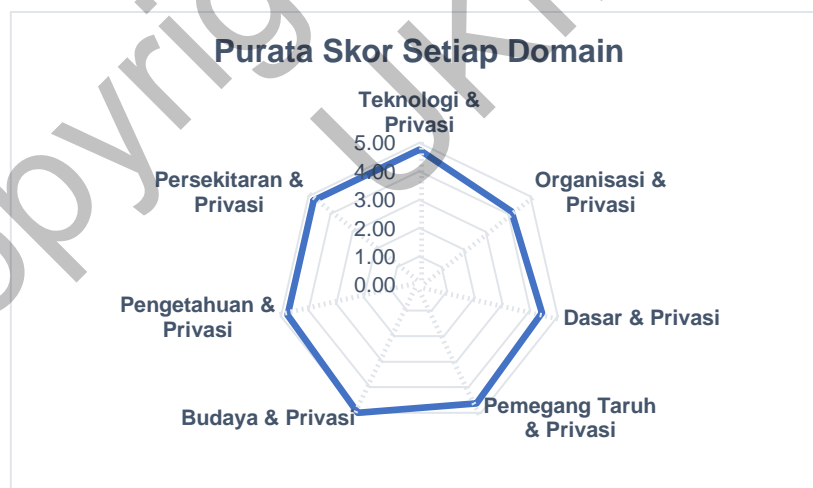 Purata Skor Setiap Domain
Teknologi &
Privasi
5.00
4.00
3.00
2.00
1.00
0.00
Organisasi &
Privasi
Dasar & Privasi
Pemegang Taruh
& Privasi
Budaya & Privasi
Pengetahuan &
Privasi
Persekitaran &
Privasi